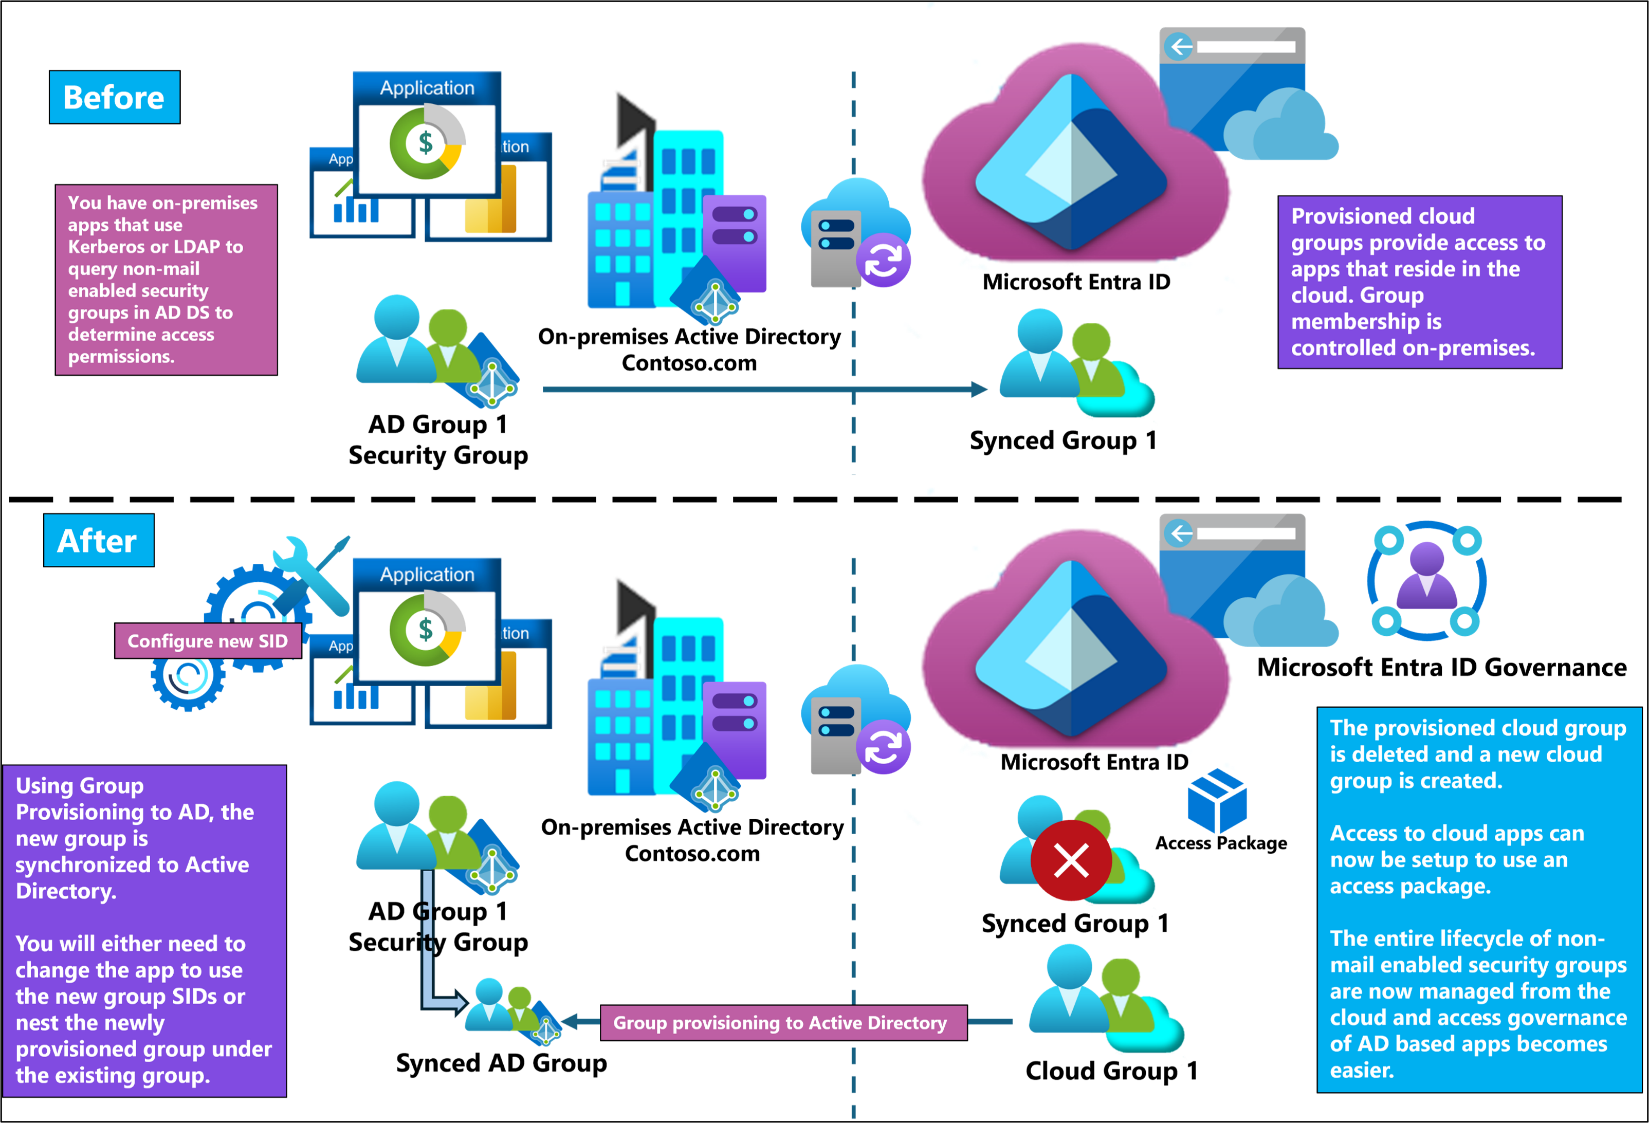 Before
Application
App
tion
You have on-premises
apps that use
Kerberos or LDAP to
query non-mail
enabled security
groups in AD DS to
determine access
permissions.
On-premises Active Directory
Contoso.com
AD Group 1
Security Group
Microsoft Entra ID
Synced Group 1
Provisioned cloud
groups provide access to
apps that reside in the
cloud. Group
membership is
controlled on-premises.
After
Configure new SID
Application
App
tion
Using Group
Provisioning to AD, the
new group is
synchronized to Active
Directory.
You will either need to
change the app to use
the new group SIDs or
nest the newly
provisioned group under
the existing group.
On-premises Active Directory
Contoso.com
AD Group 1
Security Group
Synced AD Group
Group provisioning to Active Directory
Microsoft Entra ID
Access Package
Synced Group 1
Cloud Group 1
Microsoft Entra ID Governance
The provisioned cloud group
is deleted and a new cloud
group is created.
Access to cloud apps can
now be setup to use an
access package.
The entire lifecycle of non-
mail enabled security groups
are now managed from the
cloud and access governance
of AD based apps becomes
easier.